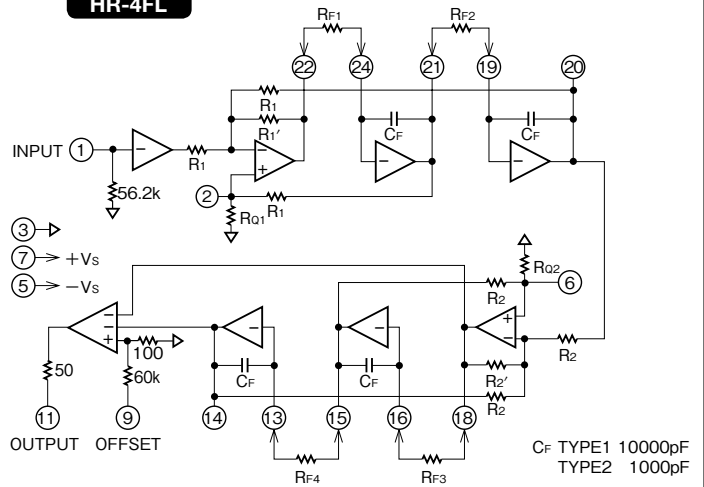 HR-4FL
RF1
RF2
22
24
21
19
20
R1
R1'
CF
CF
INPUT 1
R1
2
R1
56.2k
RQ1
3
7 +VS
5 -VS
RQ2
6
R2
R2
100
50
60k
CF
CF
R2'
R2
11
9
14
13
15
16
18
OUTPUT
OFFSET
RF4
RF3
CF TYPE1 10000pF
TYPE2 1000pF